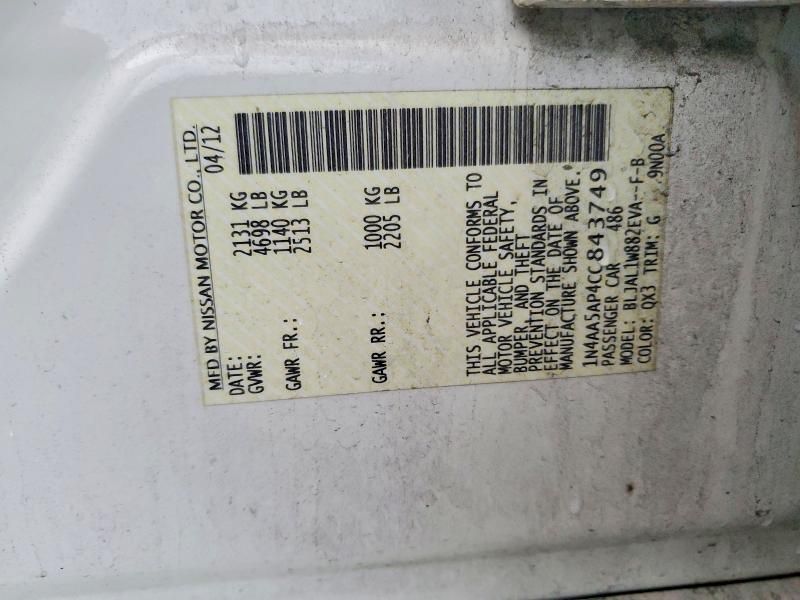 MFD BY NISSAN MOTOR CO., LTD.
DATE: 04/12
GVWR: 2131 KG
4698 LB
GAWR FR.: 1140 KG
2513 LB
GAWR RR.: 1000 KG
2205 LB
THIS VEHICLE CONFORMS TO
ALL APPLICABLE FEDERAL
MOTOR VEHICLE SAFETY,
BUMPER, AND THEFT
PREVENTION STANDARDS IN
EFFECT ON THE DATE OF
MANUFACTURE SHOWN ABOVE.
1N4AA5AP4CC843749
PASSENGER CAR 486
MODEL: BLJAL1W882EVA--F-B
COLOR: QX3 TRIM: G 9N00A